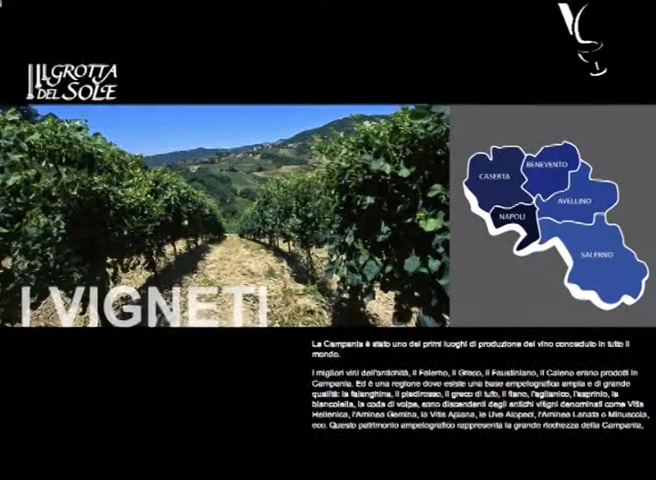 GROTTA
DEL SOLE
BENEVENTO
CASERTA
AVELLINO
NAPOLI
SALERNO
I VIGNETI
La Campania è stato uno dei primi luoghi di produzione del vino conosciuto in tutto il
mondo.
I migliori vini dell'antichità, il Falerno, il Greco, il Faustiniano, il Caleno erano prodotti in
Campania. Ed è una regione dove esiste una base ampelografica ampia e di grande
qualità: la falanghina, il piedirosso, il greco di tufo, il fiano, l'aglianico, l'asprinio, la
biancolella, la coda di volpe, sono discendenti degli antichi vitigni denominati come Vitis
Hellenica, l'Aminea Gemina, la Vitis Apiana, le Uve Alopeci, l'Aminea Lanata o Minuscola,
ecc. Questo patrimonio ampelografico rappresenta la grande ricchezza della Campania,